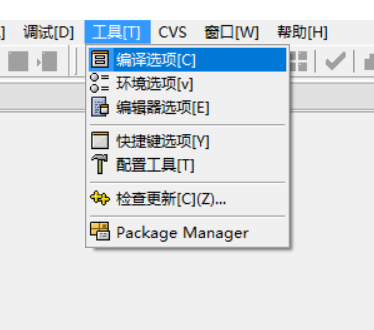 ] 调试[D] 工具[T] CVS 窗口[W] 帮助[H]
编译选项[C]
环境选项[v]
编辑器选项[E]
快捷键选项[Y]
配置工具[T]
检查更新[C](Z)...
Package Manager